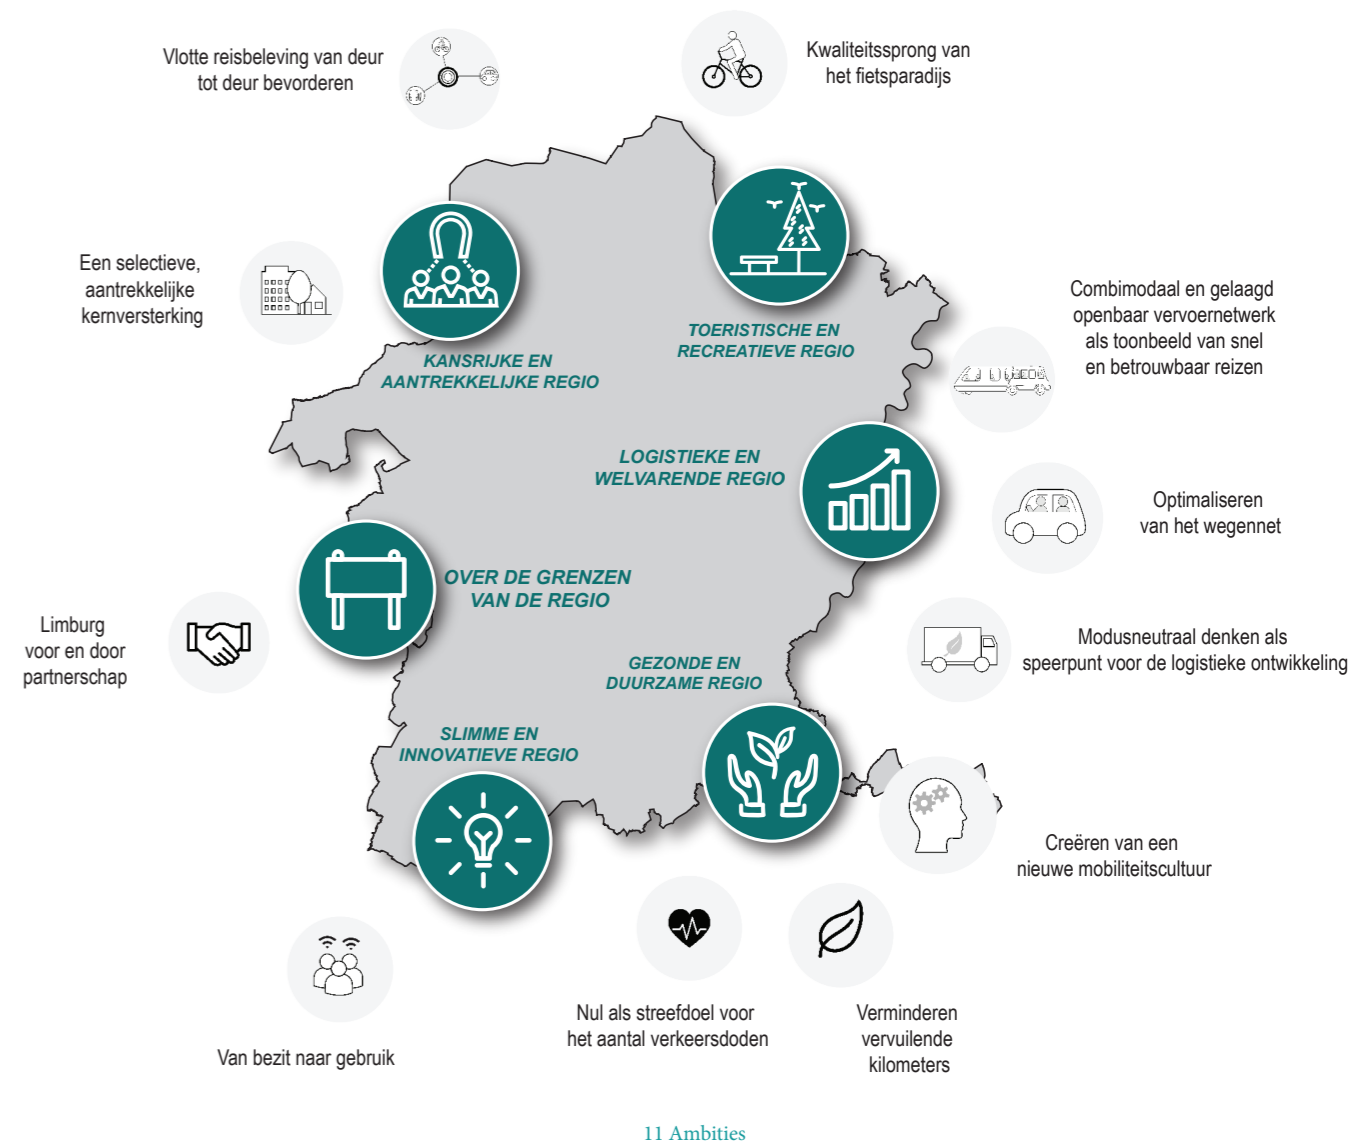 Vlotte reisbeleving van deur
tot deur bevorderen
Kwaliteitssprong van
het fietsparadijs
Een selectieve,
aantrekkelijke
kernversterking
Combimodaal en gelaagd
openbaar vervoernetwerk
als toonbeeld van snel
en betrouwbaar reizen
TOERISTISCHE EN
RECREATIEVE REGIO
KANSRIJKE EN
AANTREKKELIJKE REGIO
LOGISTIEKE EN
WELVARENDE REGIO
Optimaliseren
van het wegennet
OVER DE GRENZEN
VAN DE REGIO
Limburg
voor en door
partnerschap
Modusneutraal denken als
speerpunt voor de logistieke ontwikkeling
GEZONDE EN
DUURZAME REGIO
SLIMME EN
INNOVATIEVE REGIO
Creëren van een
nieuwe mobiliteitscultuur
Nul als streefdoel voor
het aantal verkeersdoden
Verminderen
vervuilende
kilometers
Van bezit naar gebruik
11 Ambities